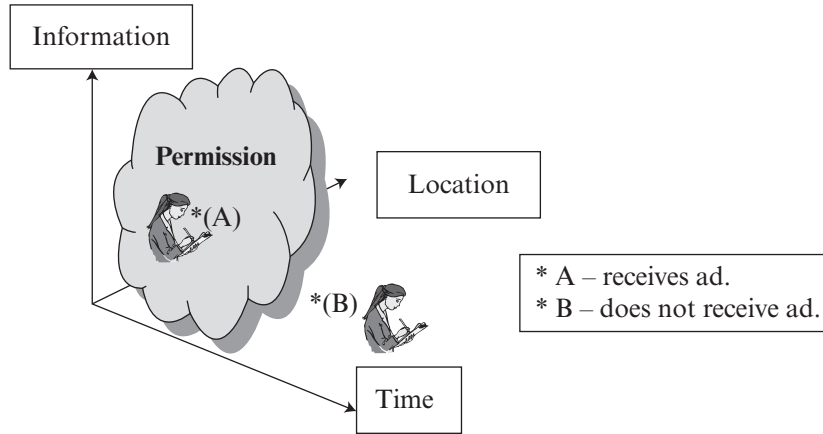 Information
Permission
*(A)
Location
*(B)
* A – receives ad.
* B – does not receive ad.
Time